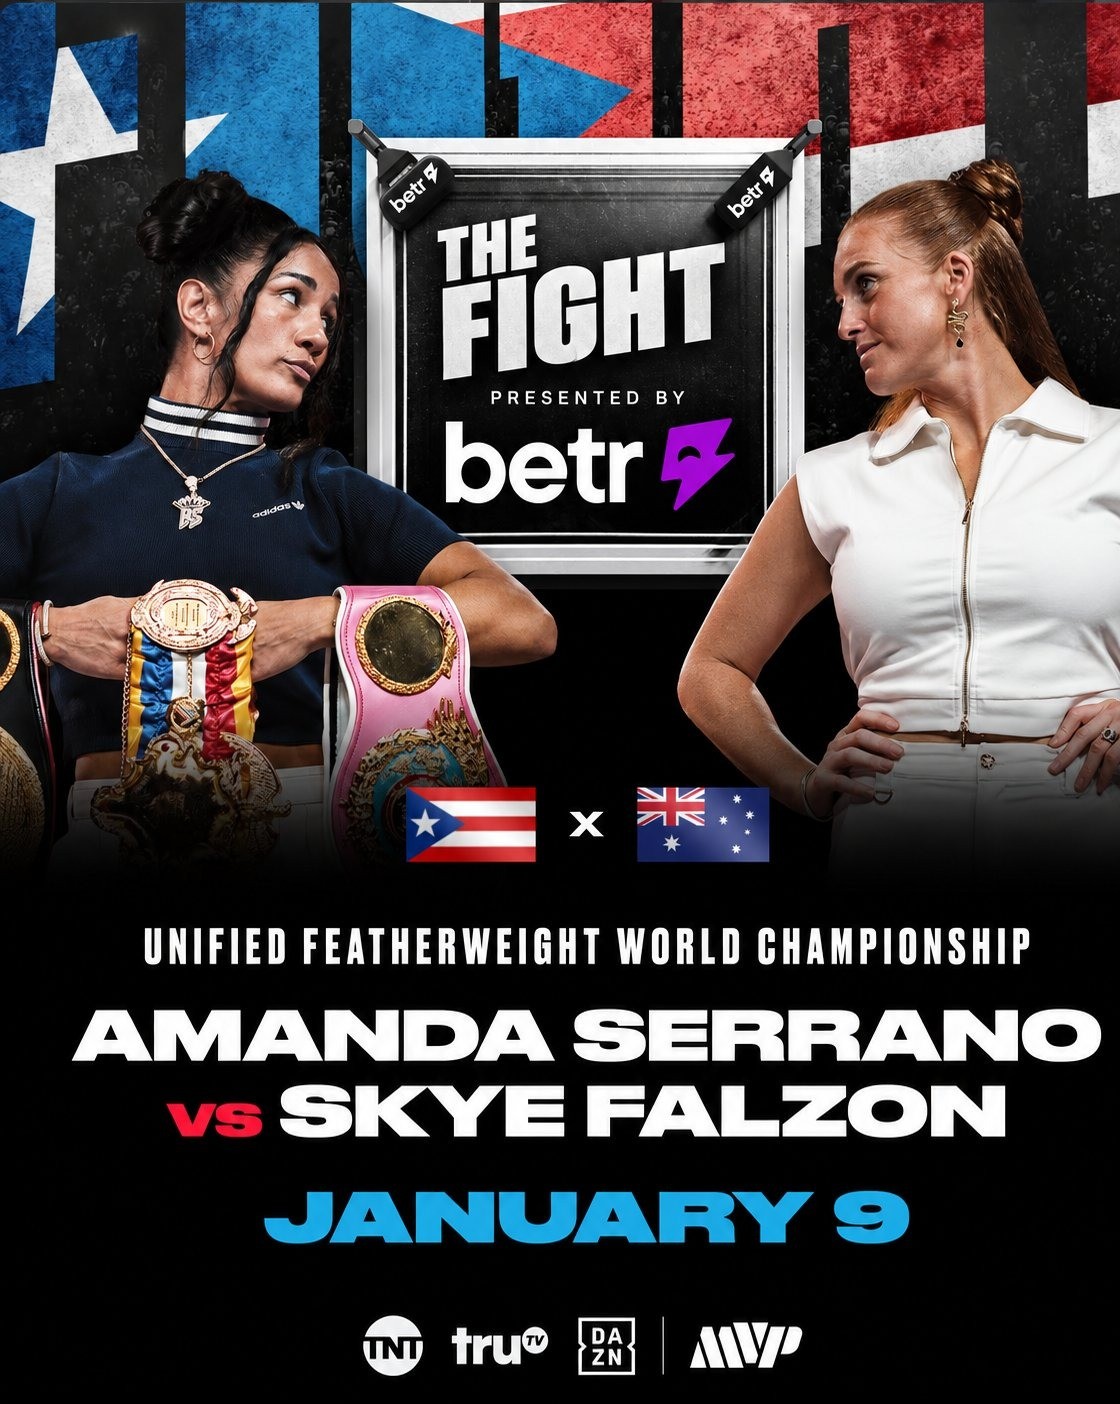 betr
betr
THE
FIGHT
PRESENTED BY
betr
BS
adidas
X
UNIFIED FEATHERWEIGHT WORLD CHAMPIONSHIP
AMANDA SERRANO
VS SKYE FALZON
JANUARY 9
TNT truTV DAZN MVP